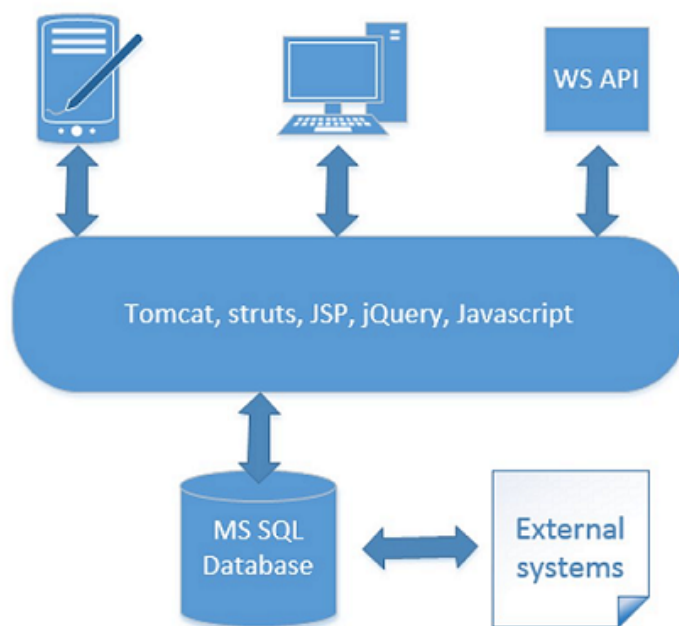 WS API
Tomcat, struts, JSP, jQuery, Javascript
MS SQL
Database
External
systems